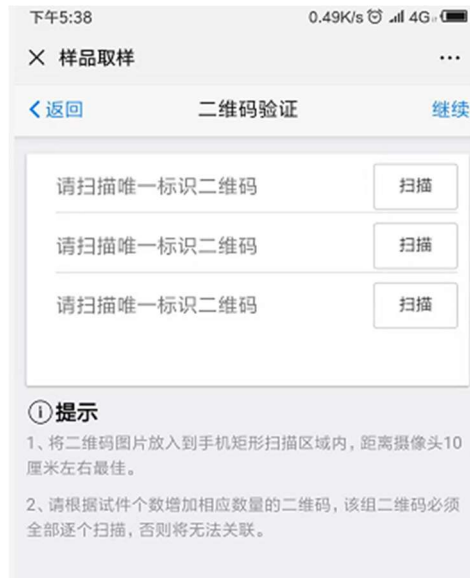 下午5:38 0.49K/s 4G
样品取样 ...
返回 二维码验证 继续
请扫描唯一标识二维码 扫描
请扫描唯一标识二维码 扫描
请扫描唯一标识二维码 扫描
提示
1、将二维码图片放入到手机矩形扫描区域内，距离摄像头10
厘米左右最佳。
2、请根据试件个数增加相应数量的二维码，该组二维码必须
全部逐个扫描，否则将无法关联。